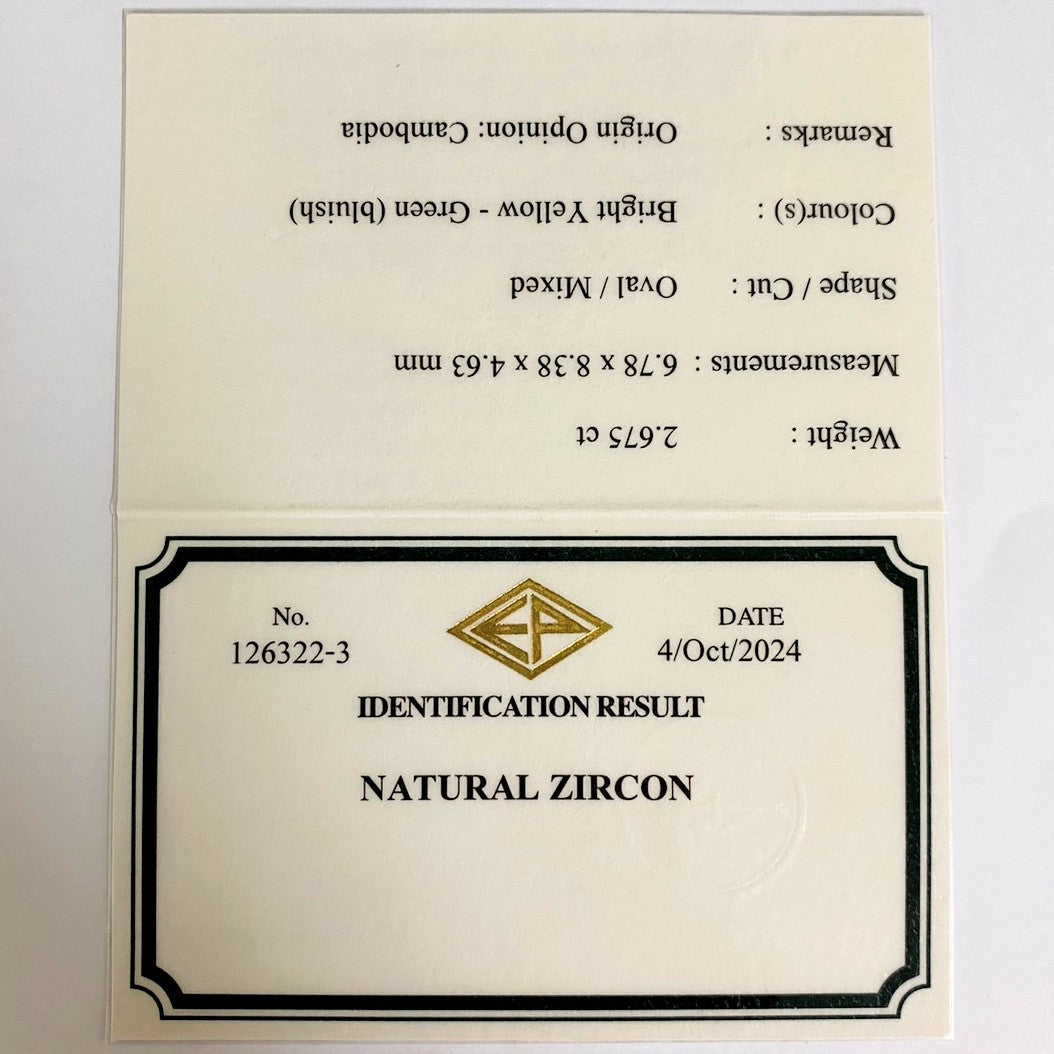 Weight : 2.675 ct
Measurements : 6.78 x 8.38 x 4.63 mm
Shape / Cut : Oval / Mixed
Colour(s) : Bright Yellow - Green (bluish)
Remarks : Origin Opinion: Cambodia
No. EP DATE
126322-3 4/Oct/2024
IDENTIFICATION RESULT
NATURAL ZIRCON